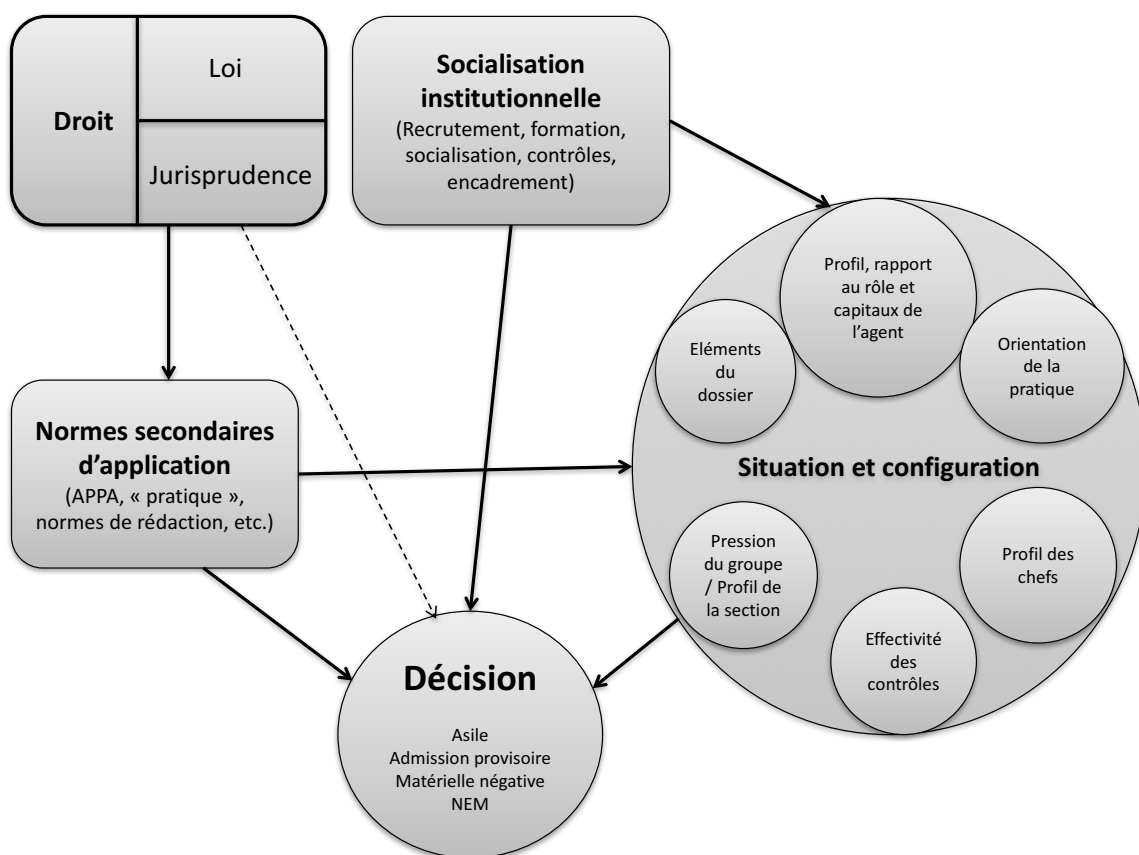 Droit
Loi
Jurisprudence
Socialisation
institutionnelle
(Recrutement, formation,
socialisation, contrôles,
encadrement)
Profil, rapport
au rôle et
capitaux de
l'agent
Eléments
du
dossier
Orientation
de la
pratique
Normes secondaires
d'application
(APPA, « pratique »,
normes de rédaction, etc.)
Situation et configuration
Pression
du groupe
/ Profil de
la section
Profil des
chefs
Effectivité
des
contrôles
Décision
Asile
Admission provisoire
Matérielle négative
NEM